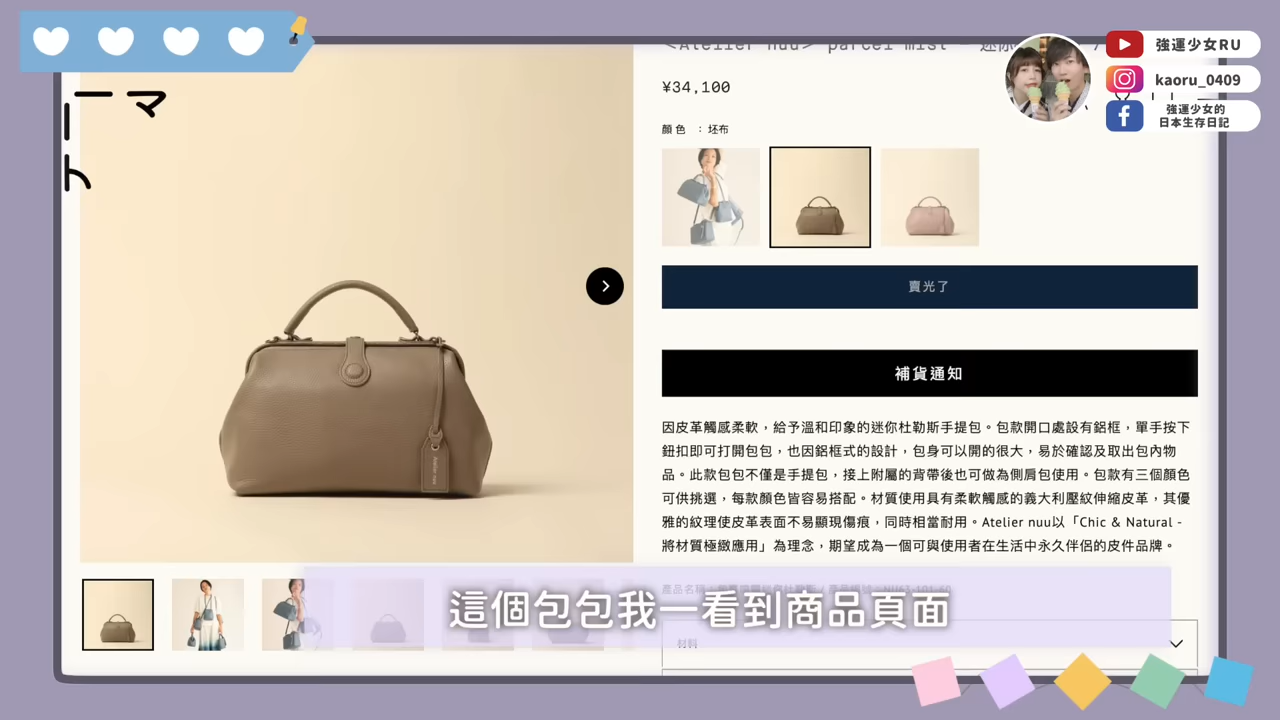 マ
ート
<Atelier nuu> parcel mist
¥34,100
顏色 : 坯布
賣光了
補貨通知
因皮革觸感柔軟，給予溫和印象的迷你杜勒斯手提包。包款開口處設有鋁框，單手按下
鈕扣即可打開包包，也因鋁框式的設計，包身可以開的很大，易於確認及取出包內物
品。此款包包不僅是手提包，接上附屬的背帶後也可做為側肩包使用。包款有三個顏色
可供挑選，每款顏色皆容易搭配。材質使用具有柔軟觸感的義大利壓紋伸縮皮革，其優
雅的紋理使皮革表面不易顯現傷痕，同時相當耐用。Atelier nuu以「Chic & Natural -
將材質極緻應用」為理念，期望成為一個可與使用者在生活中永久伴侶的皮件品牌。
材料
這個包包我一看到商品頁面
強運少女RU
kaoru_0409
強運少女的
日本生存日記